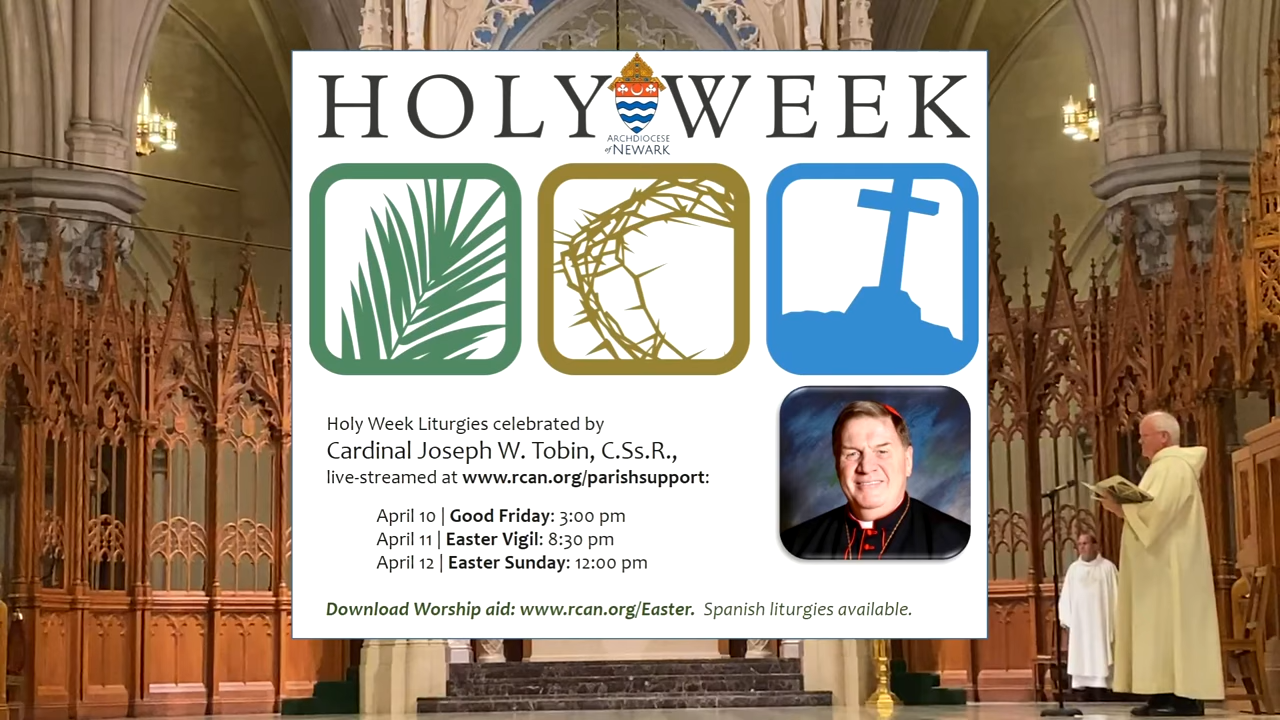 HOLY WEEK
ARCHDIOCESE
of NEWARK
Holy Week Liturgies celebrated by
Cardinal Joseph W. Tobin, C.Ss.R.,
live-streamed at www.rcan.org/parishsupport:
April 10 | Good Friday: 3:00 pm
April 11 | Easter Vigil: 8:30 pm
April 12 | Easter Sunday: 12:00 pm
Download Worship aid: www.rcan.org/Easter. Spanish liturgies available.